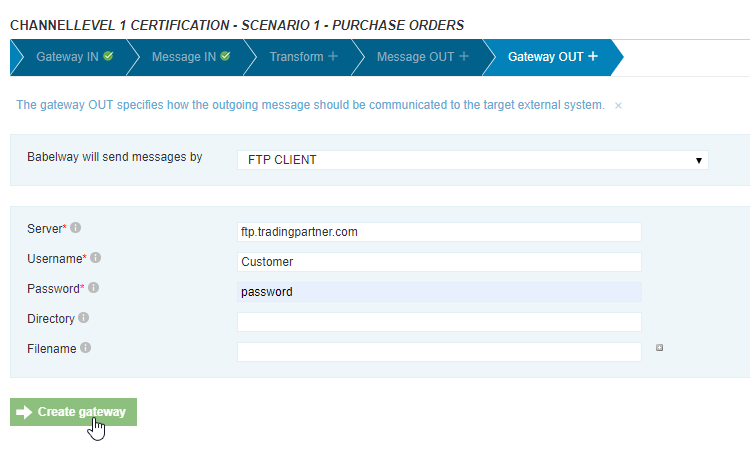 CHANNELLEVEL 1 CERTIFICATION - SCENARIO 1 - PURCHASE ORDERS
Gateway IN Message IN Transform + Message OUT + Gateway OUT +
The gateway OUT specifies how the outgoing message should be communicated to the target external system. ×
Babelway will send messages by FTP CLIENT
Server* ftp.tradingpartner.com
Username* Customer
Password* password
Directory
Filename
Create gateway